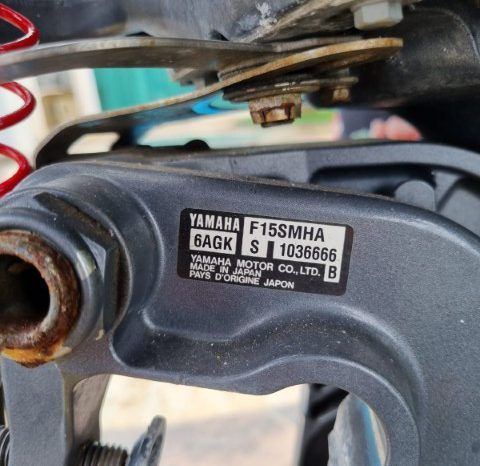 YAMAHA F15SMHA
6AGK S 1036666
YAMAHA MOTOR CO., LTD. B
MADE IN JAPAN
PAYS D'ORIGINE JAPON